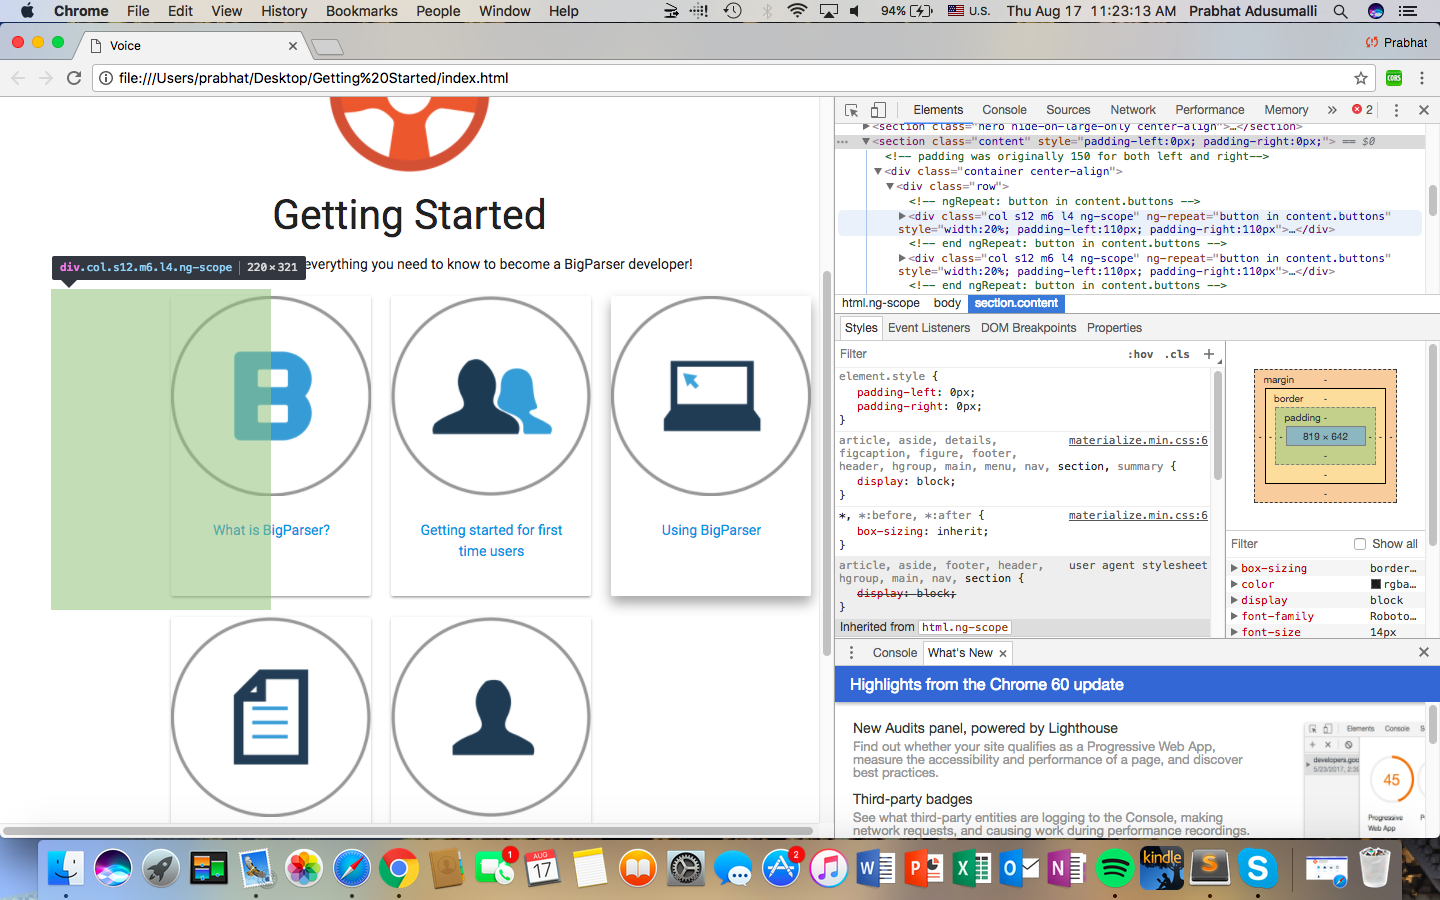 Chrome File Edit View History Bookmarks People Window Help 94% U.S. Thu Aug 17 11:23:13 AM Prabhat Adusumalli
Voice
Prabhat
file:///Users/prabhat/Desktop/Getting%20Started/index.html
CORS
Getting Started
everything you need to know to become a BigParser developer!
div.col.s12.m6.l4.ng-scope 220×321
B
What is BigParser?
Getting started for first
time users
Using BigParser
Elements Console Sources Network Performance Memory » 2
<section class="hero hide-on-large-only center-align">…</section>
<section class="content" style="padding-left:0px; padding-right:0px;"> == $0
<!-- padding was originally 150 for both left and right-->
<div class="container center-align">
<div class="row">
<!-- ngRepeat: button in content.buttons -->
<div class="col s12 m6 l4 ng-scope" ng-repeat="button in content.buttons"
style="width:20%; padding-left:110px; padding-right:110px">…</div>
<!-- end ngRepeat: button in content.buttons -->
<div class="col s12 m6 l4 ng-scope" ng-repeat="button in content.buttons"
style="width:20%; padding-left:110px; padding-right:110px">…</div>
<!-- end ngRepeat: button in content.buttons -->
html.ng-scope body section.content
Styles Event Listeners DOM Breakpoints Properties
Filter :hov .cls +
element.style {
padding-left: 0px;
padding-right: 0px;
}
article, aside, details, materialize.min.css:6
figcaption, figure, footer,
header, hgroup, main, menu, nav, section, summary {
display: block;
}
*, *:before, *:after { materialize.min.css:6
box-sizing: inherit;
}
article, aside, footer, header, user agent stylesheet
hgroup, main, nav, section {
display: block;
}
Inherited from html.ng-scope
margin -
border -
padding -
- - - 819 × 642 - - -
-
-
-
Filter Show all
box-sizing border…
color rgba…
display block
font-family Roboto…
font-size 14px
Console What's New
Highlights from the Chrome 60 update
New Audits panel, powered by Lighthouse
Find out whether your site qualifies as a Progressive Web App,
measure the accessibility and performance of a page, and discover
best practices.
Third-party badges
See what third-party entities are logging to the Console, making
network requests, and causing work during performance recordings.
Elements Console S
developers.goo
45
Progressive
Web App
1
AUG
17
2
W P X O N
kindle
S
S